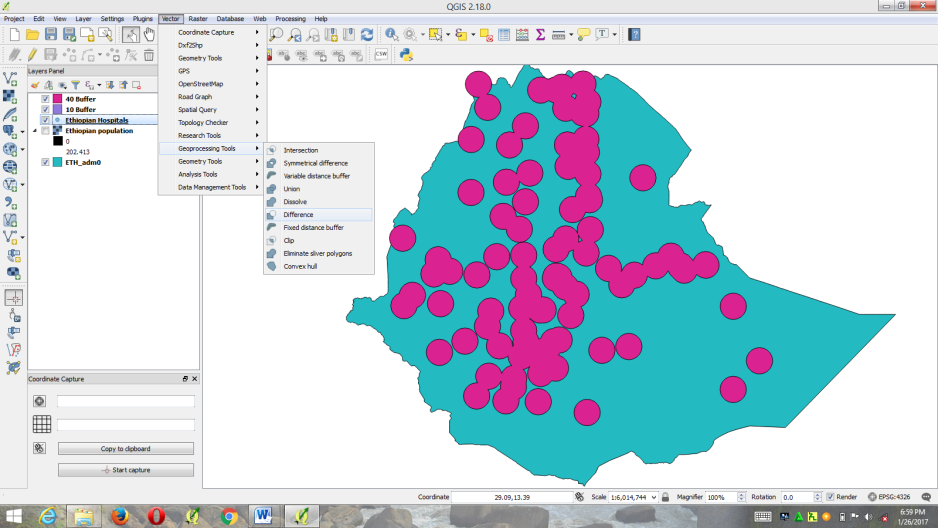 QGIS 2.18.0
Project Edit View Layer Settings Plugins Vector Raster Database Web Processing Help
Coordinate Capture
Dxf2Shp
Geometry Tools
GPS
OpenStreetMap
Road Graph
Spatial Query
Topology Checker
Research Tools
Geoprocessing Tools
Geometry Tools
Analysis Tools
Data Management Tools
Intersection
Symmetrical difference
Variable distance buffer
Union
Dissolve
Difference
Fixed distance buffer
Clip
Eliminate sliver polygons
Convex hull
CSW
Layers Panel
40 Buffer
10 Buffer
Ethiopian Hospitals
Ethiopian population
0
202.413
ETH_adm0
Coordinate Capture
Copy to clipboard
Start capture
Coordinate 29.09,13.39 Scale 1:6,014,744 Magnifier 100% Rotation 0.0 Render EPSG:4326
6:59 PM
1/26/2017